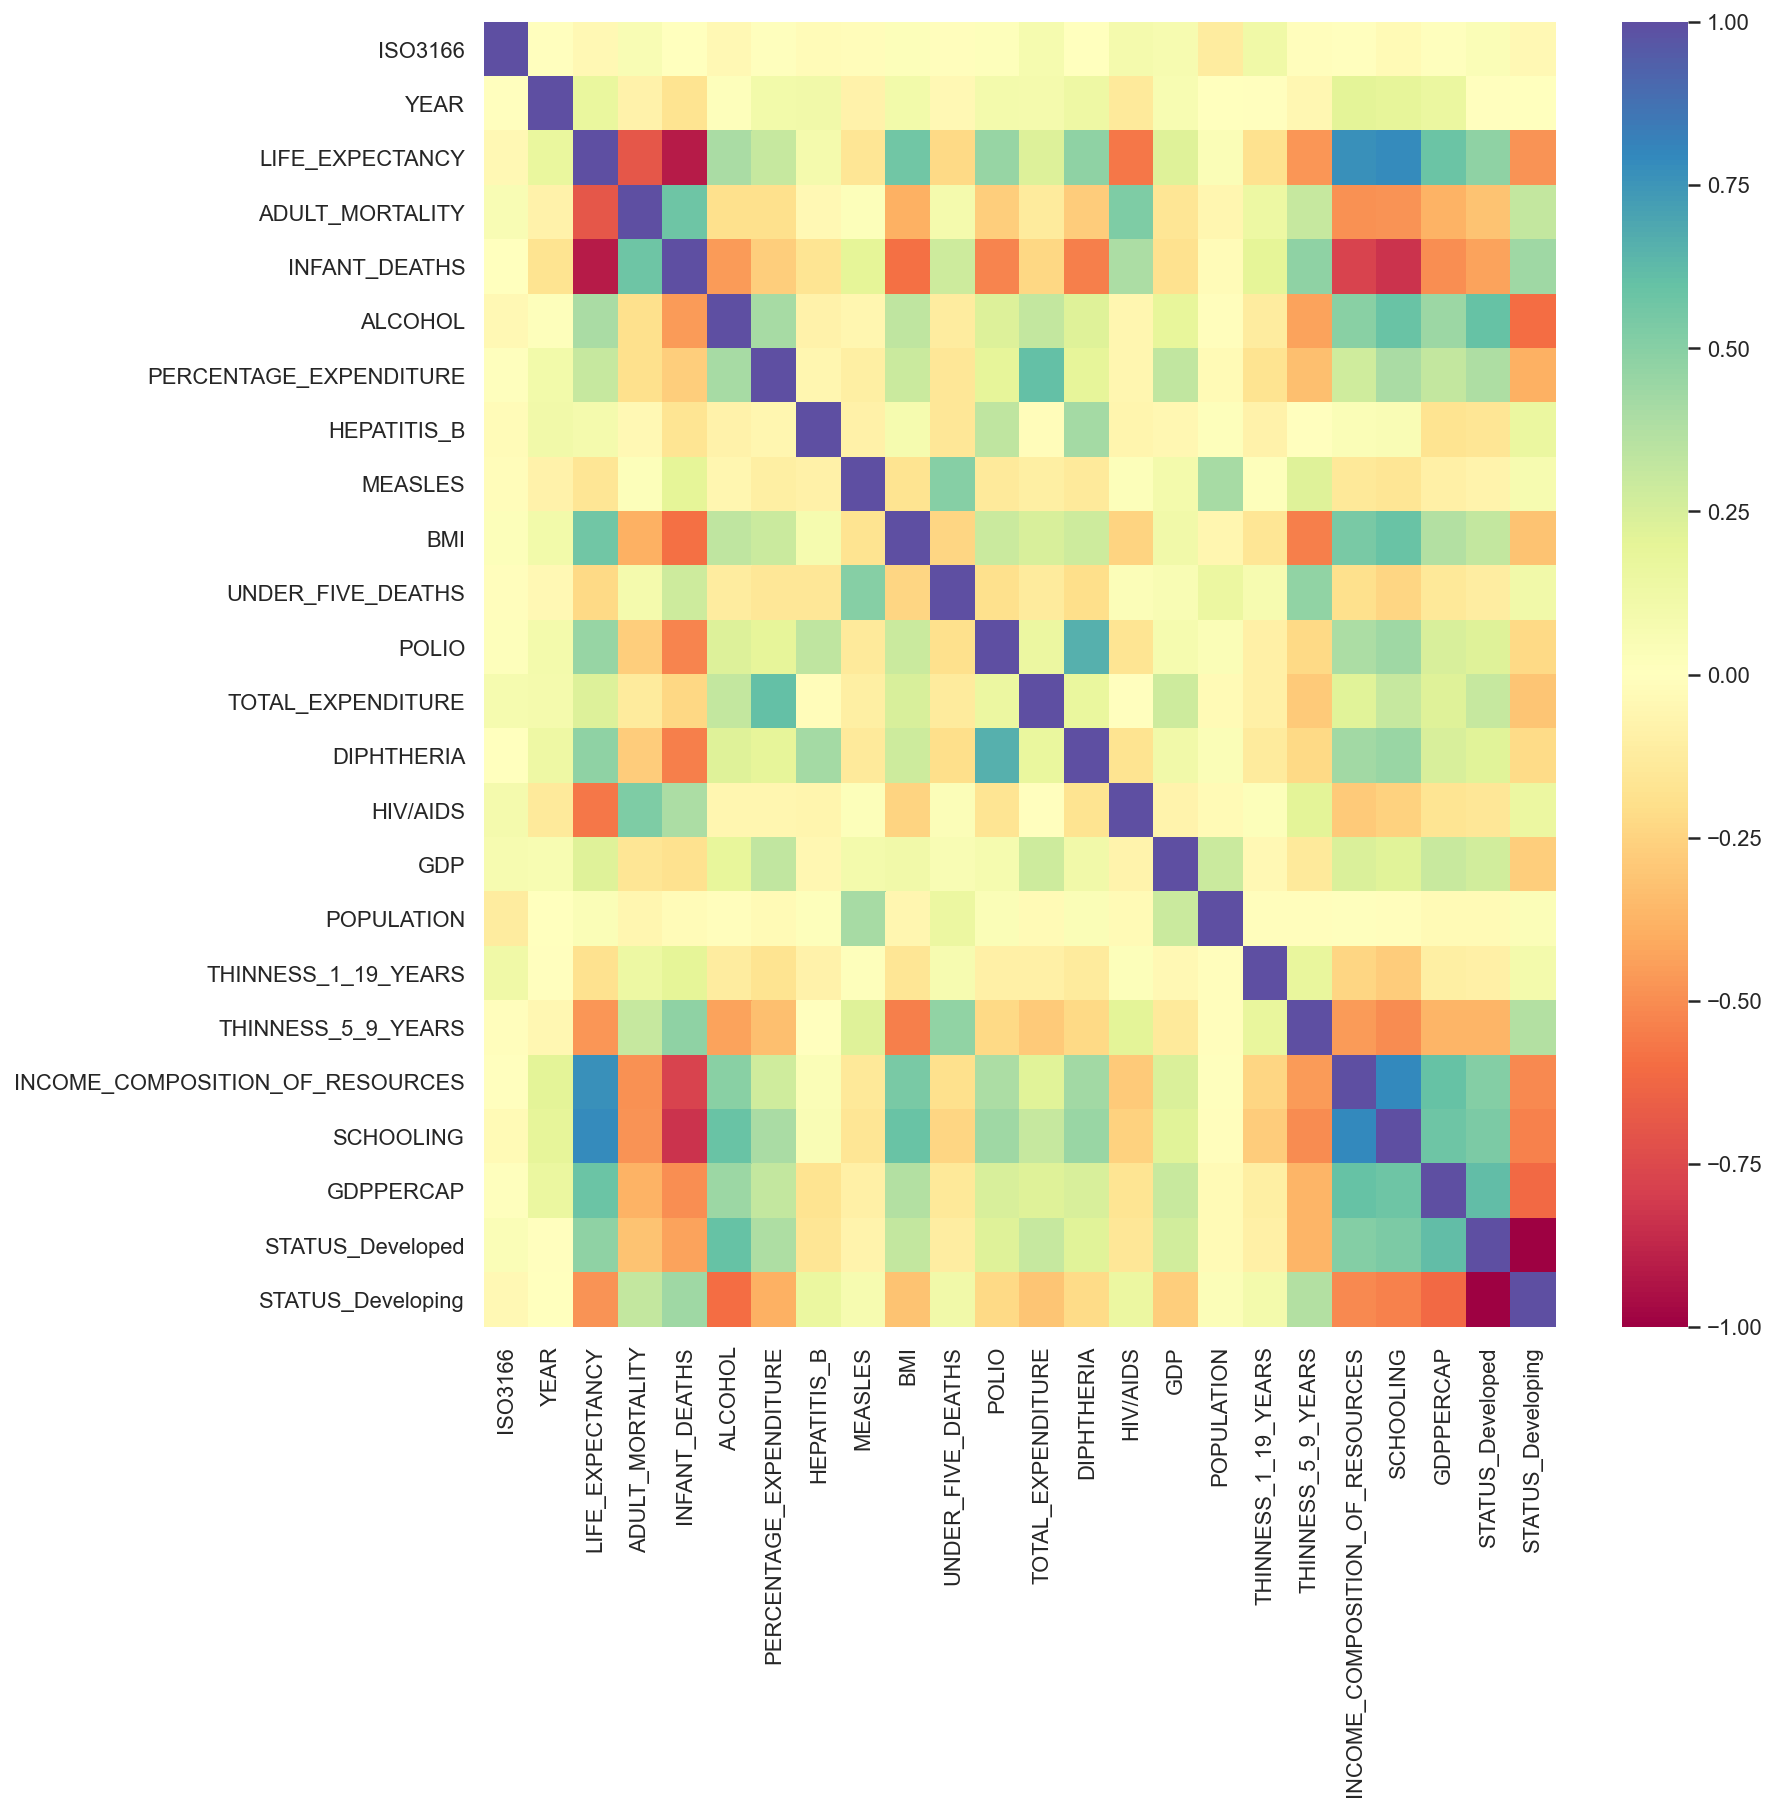 ISO3166
YEAR
LIFE_EXPECTANCY
ADULT_MORTALITY
INFANT_DEATHS
ALCOHOL
PERCENTAGE_EXPENDITURE
HEPATITIS_B
MEASLES
BMI
UNDER_FIVE_DEATHS
POLIO
TOTAL_EXPENDITURE
DIPHTHERIA
HIV/AIDS
GDP
POPULATION
THINNESS_1_19_YEARS
THINNESS_5_9_YEARS
INCOME_COMPOSITION_OF_RESOURCES
SCHOOLING
GDPPERCAP
STATUS_Developed
STATUS_Developing
ISO3166
YEAR
LIFE_EXPECTANCY
ADULT_MORTALITY
INFANT_DEATHS
ALCOHOL
PERCENTAGE_EXPENDITURE
HEPATITIS_B
MEASLES
BMI
UNDER_FIVE_DEATHS
POLIO
TOTAL_EXPENDITURE
DIPHTHERIA
HIV/AIDS
GDP
POPULATION
THINNESS_1_19_YEARS
THINNESS_5_9_YEARS
INCOME_COMPOSITION_OF_RESOURCES
SCHOOLING
GDPPERCAP
STATUS_Developed
STATUS_Developing
1.00
0.75
0.50
0.25
0.00
−0.25
−0.50
−0.75
−1.00